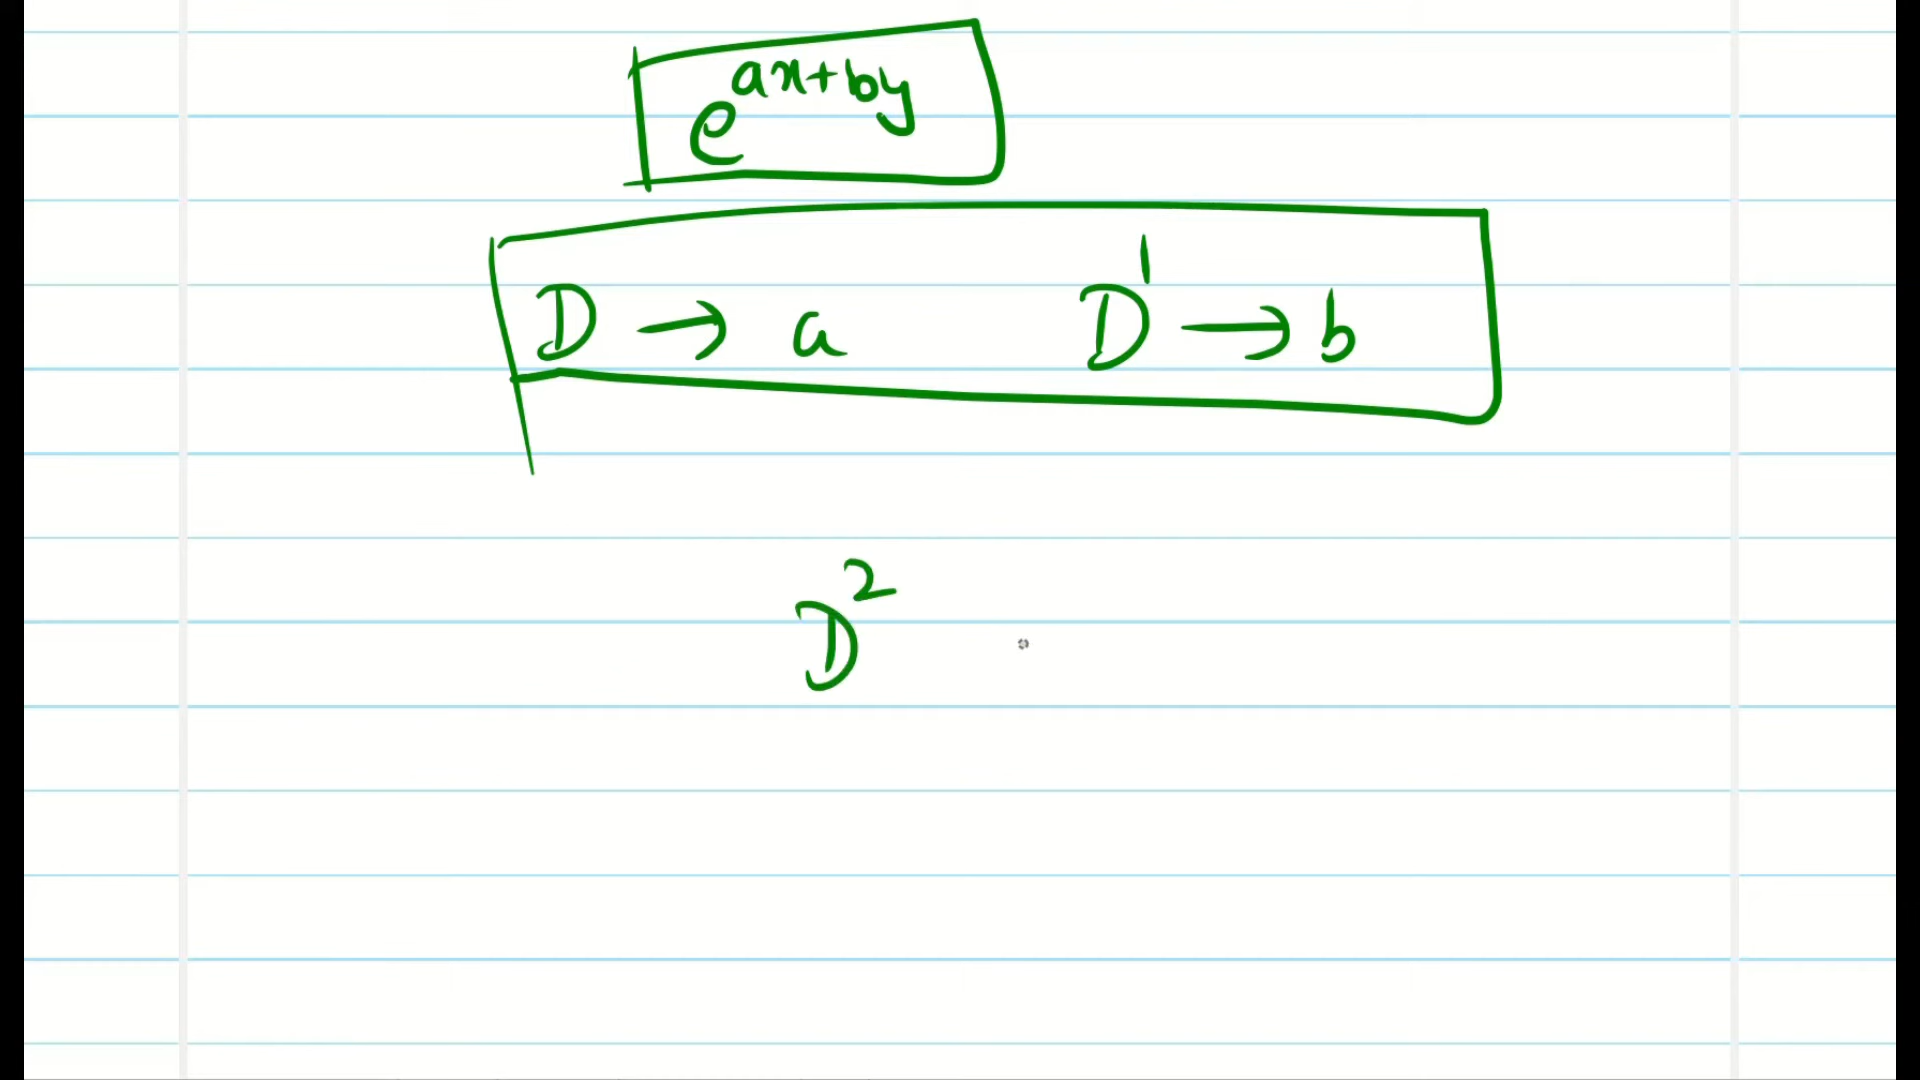 e^{ax+by}
D → a D' → b
D²